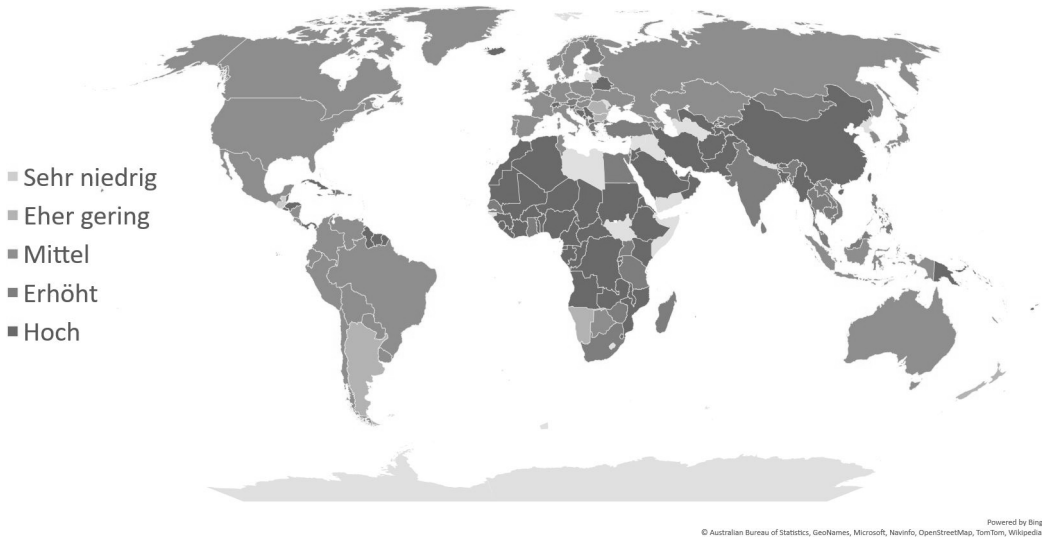 Sehr niedrig
Eher gering
Mittel
Erhöht
Hoch
Powered by Bing
© Australian Bureau of Statistics, GeoNames, Microsoft, Navinfo, OpenStreetMap, TomTom, Wikipedia